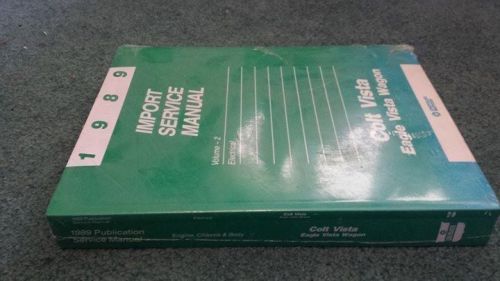 1989
IMPORT
SERVICE
MANUAL
Volume - 2
Electrical
Colt Vista
Eagle Vista Wagon
1989 Publication
Service Manual
Engine, Chassis & Body
Colt Vista
Eagle Vista Wagon